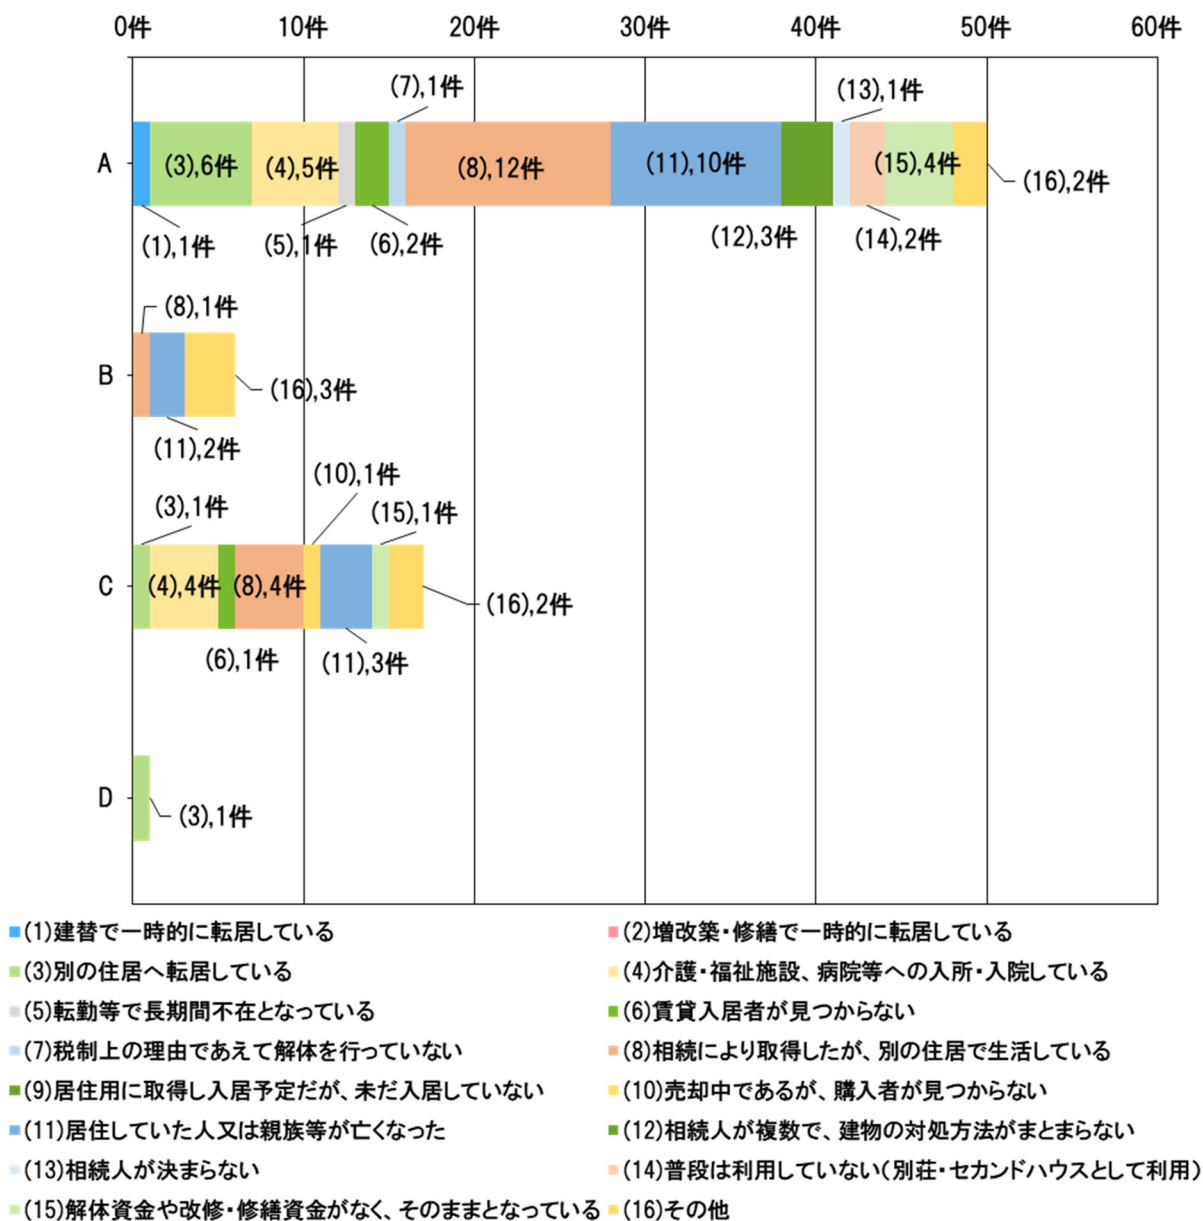 0件 10件 20件 30件 40件 50件 60件
(7),1件 (13),1件
A (3),6件 (4),5件 (8),12件 (11),10件 (15),4件 (16),2件
(1),1件 (5),1件 (6),2件 (12),3件 (14),2件
(8),1件
B (16),3件
(11),2件
(10),1件
(3),1件 (15),1件
C (4),4件 (8),4件 (16),2件
(6),1件 (11),3件
D (3),1件
(1)建替で一時的に転居している (2)増改築・修繕で一時的に転居している
(3)別の住居へ転居している (4)介護・福祉施設、病院等への入所・入院している
(5)転勤等で長期間不在となっている (6)賃貸入居者が見つからない
(7)税制上の理由であえて解体を行っていない (8)相続により取得したが、別の住居で生活している
(9)居住用に取得し入居予定だが、未だ入居していない (10)売却中であるが、購入者が見つからない
(11)居住していた人又は親族等が亡くなった (12)相続人が複数で、建物の対処方法がまとまらない
(13)相続人が決まらない (14)普段は利用していない(別荘・セカンドハウスとして利用)
(15)解体資金や改修・修繕資金がなく、そのままとなっている (16)その他